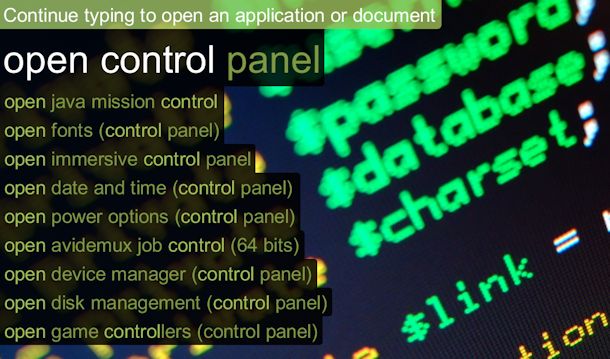 Continue typing to open an application or document
open control panel
open java mission control
open fonts (control panel)
open immersive control panel
open date and time (control panel)
open power options (control panel)
open avidemux job control (64 bits)
open device manager (control panel)
open disk management (control panel)
open game controllers (control panel)
$password;
$database;
$charset;
$link =